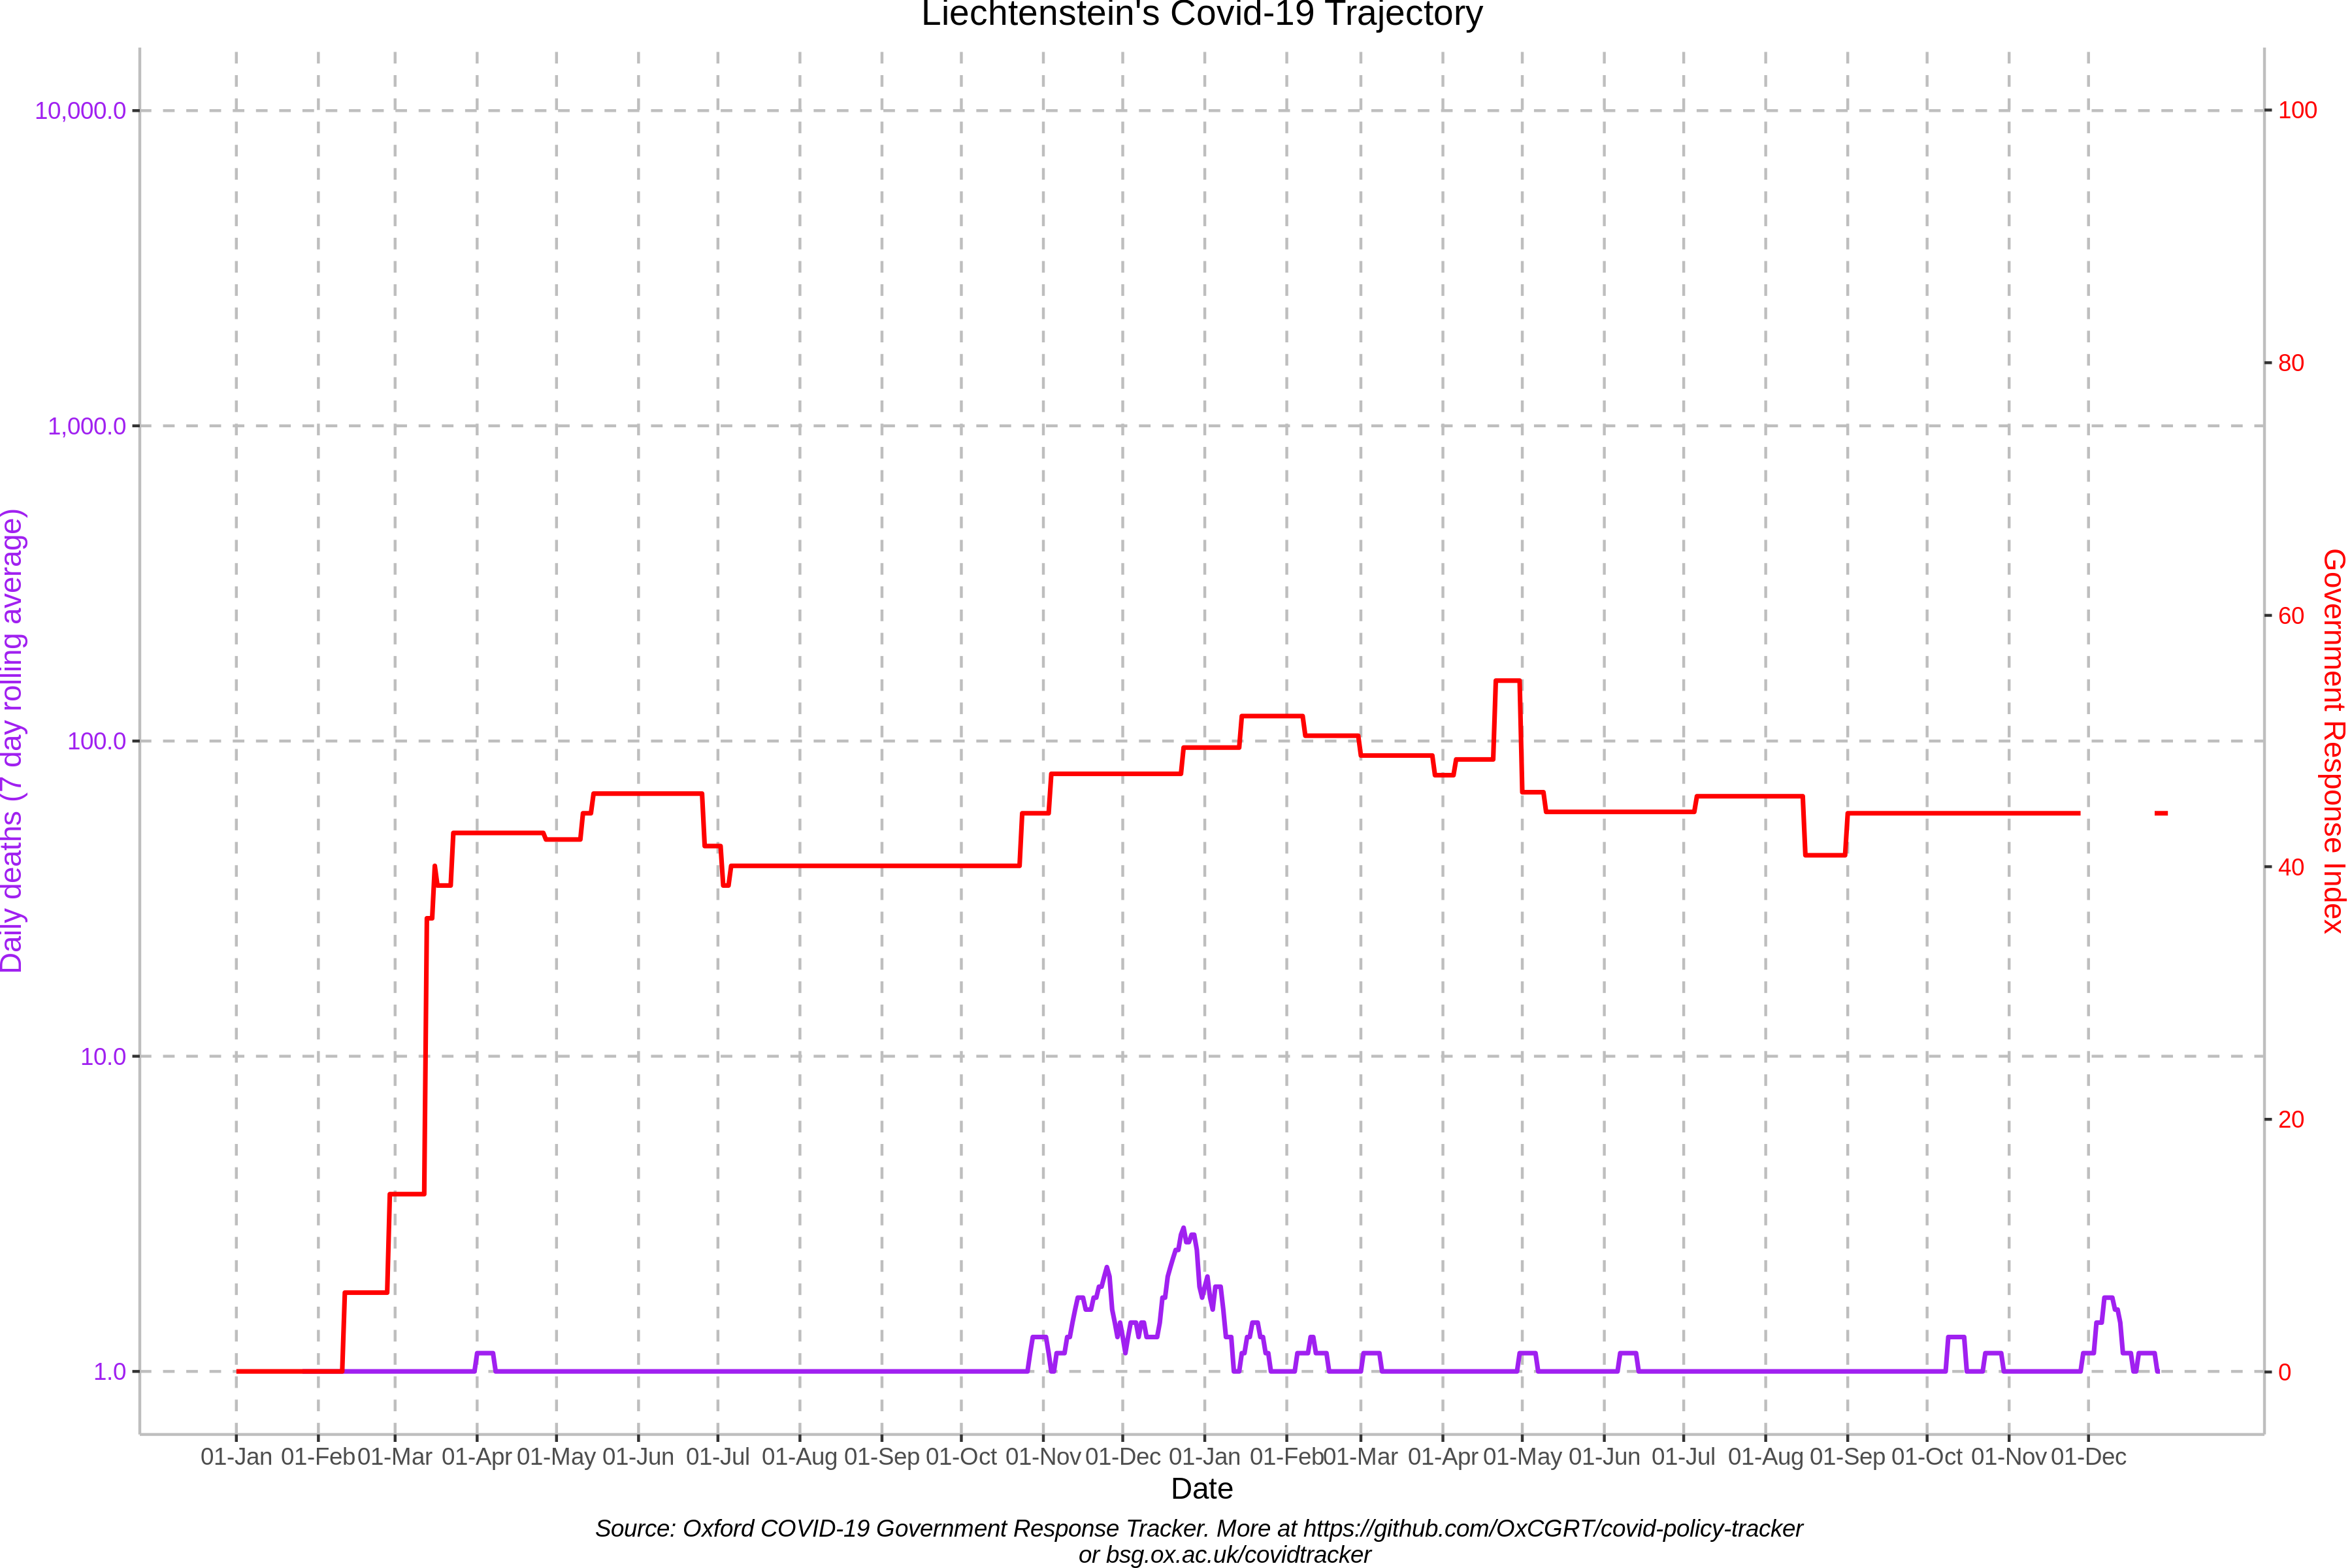 Liechtenstein's Covid-19 Trajectory
Daily deaths (7 day rolling average)
10,000.0
1,000.0
100.0
10.0
1.0
100
80
60
40
20
0
Government Response Index
01-Jan 01-Feb 01-Mar 01-Apr 01-May 01-Jun 01-Jul 01-Aug 01-Sep 01-Oct 01-Nov 01-Dec 01-Jan 01-Feb 01-Mar 01-Apr 01-May 01-Jun 01-Jul 01-Aug 01-Sep 01-Oct 01-Nov 01-Dec
Date
Source: Oxford COVID-19 Government Response Tracker. More at https://github.com/OxCGRT/covid-policy-tracker
or bsg.ox.ac.uk/covidtracker